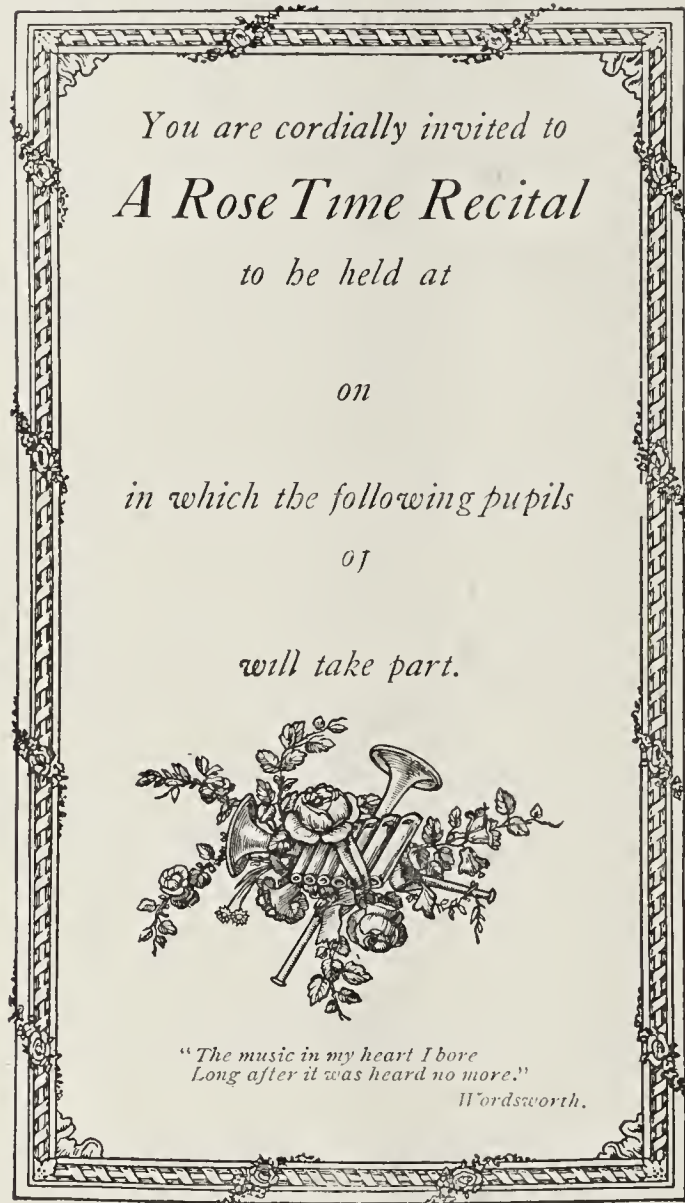 You are cordially invited to
A Rose Time Recital
to be held at
on
in which the following pupils
of
will take part.
"The music in my heart I bore
Long after it was heard no more."
Wordsworth.